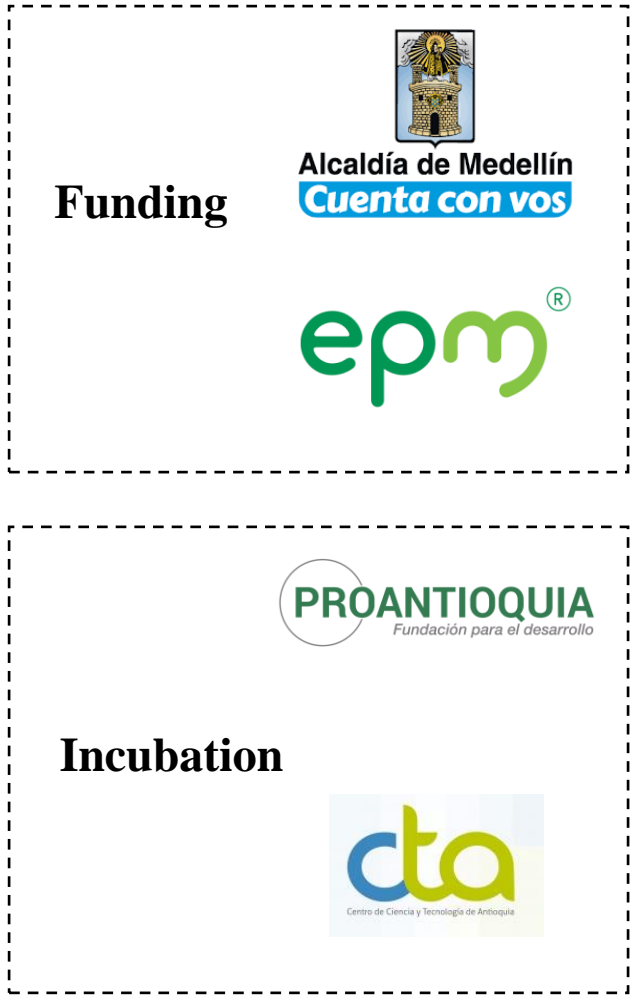 Alcaldía de Medellín
Funding
Cuenta con vos
epm®
PROANTIOQUIA
Fundación para el desarrollo
Incubation
cta
Centro de Ciencia y Tecnología de Antioquia